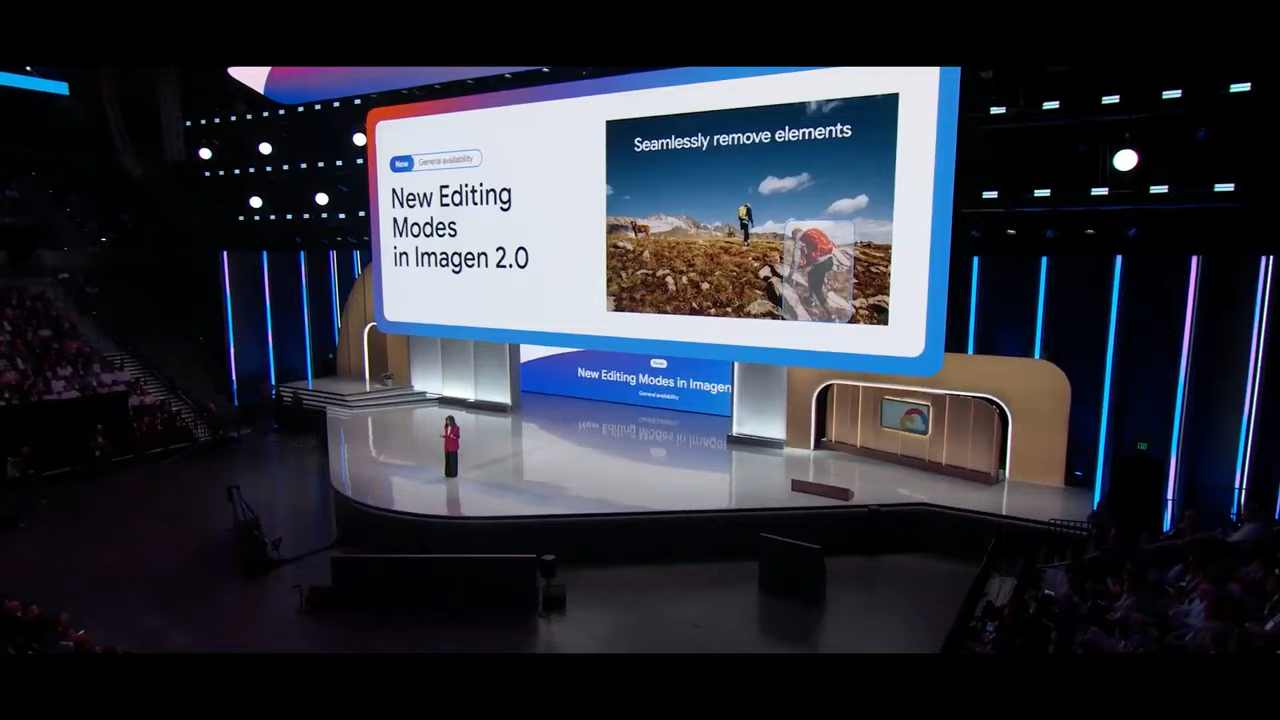 Seamlessly remove elements
New General availability
New Editing
Modes
in Imagen 2.0
New Editing Modes in Imagen
General availability